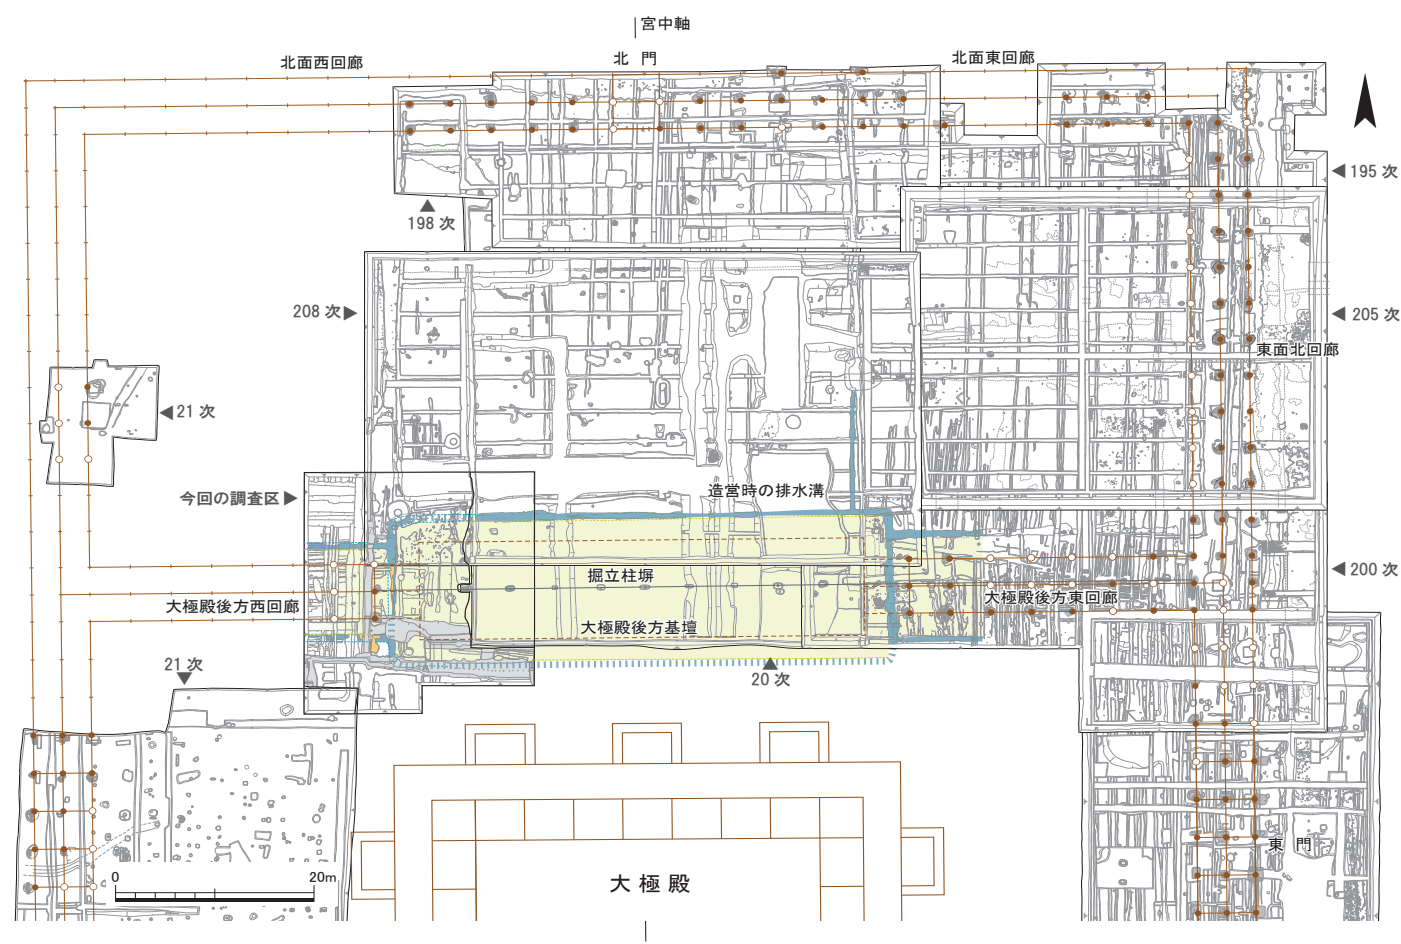 宮中軸
北面西回廊
北門
北面東回廊
195 次
198 次
208 次
205 次
東面北回廊
21 次
今回の調査区
造営時の排水溝
掘立柱塀
200 次
大極殿後方西回廊
大極殿後方東回廊
大極殿後方基壇
21 次
20 次
東門
0 20m
大極殿